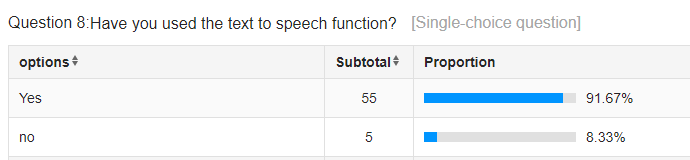 Question 8:Have you used the text to speech function? [Single-choice question]
options Subtotal Proportion
Yes 55 91.67%
no 5 8.33%